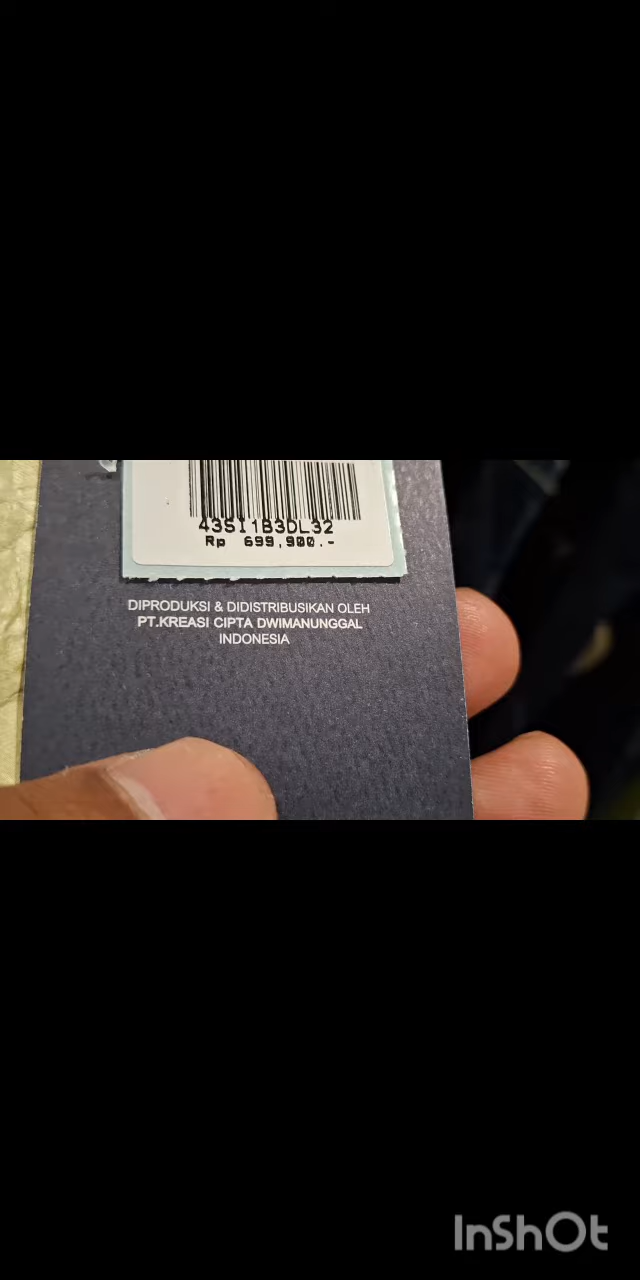 43SI1B3DL32
Rp 699,900.-
DIPRODUKSI & DIDISTRIBUSIKAN OLEH
PT.KREASI CIPTA DWIMANUNGGAL
INDONESIA
InShOt